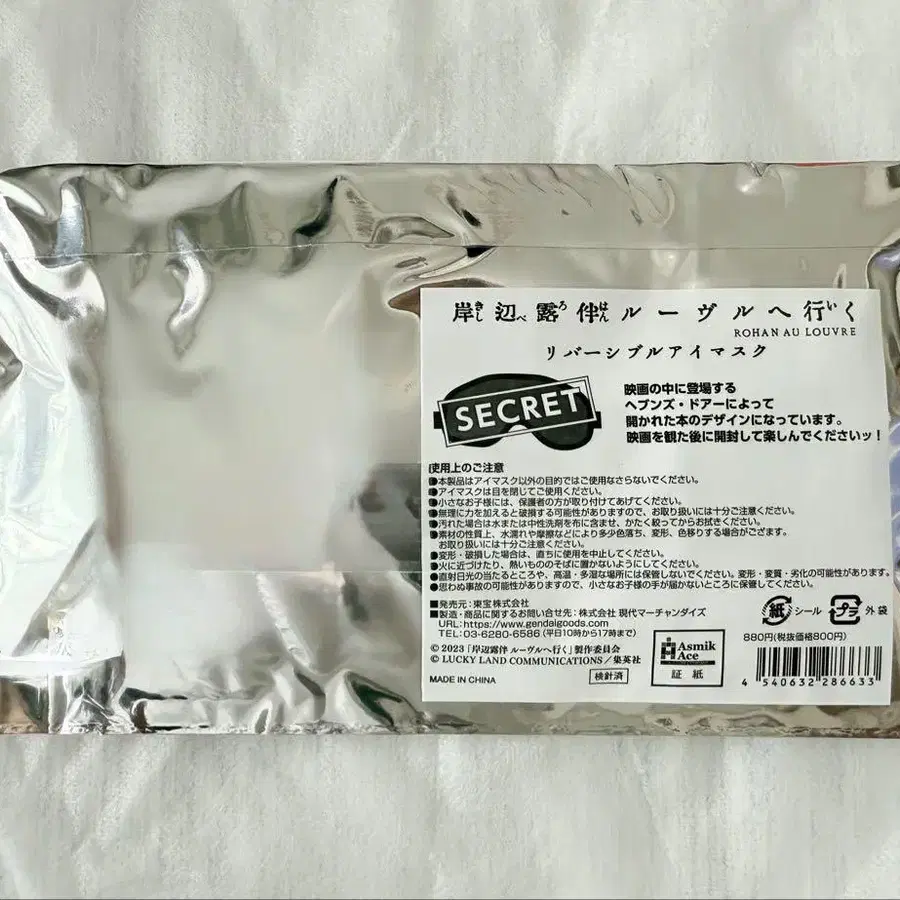 岸辺露伴ルーヴルへ行く
ROHAN AU LOUVRE
リバーシブルアイマスク
SECRET
映画の中に登場する
ヘブンズ・ドアーによって
開かれた本のデザインになっています。
映画を観た後に開封して楽しんでくださいッ！
使用上のご注意
●本製品はアイマスク以外の目的ではご使用なさらないでください。
●アイマスクは目を閉じてご使用ください。
●小さなお子様には、保護者の方が取り付けてあげてください。
●無理に力を加えると破損する可能性がありますので、お取り扱いには十分ご注意ください。
●汚れた場合は水または中性洗剤を布に含ませ、かたく絞ってからお拭きください。
●素材の性質上、水濡れや摩擦などにより多少色落ち、変形、色移りする場合がございます。
お取り扱いには十分ご注意ください。
●変形・破損した場合は、直ちに使用を中止してください。
●火に近づけたり、熱いもののそばに置かないようにしてください。
●直射日光の当たるところや、高温・多湿な場所には保管しないでください。変形・変質・劣化の可能性があります。
●思わぬ事故の可能性がありますので、小さなお子様の手が届かないところに保管してください。
■発売元：東宝株式会社
■製造・商品に関するお問い合せ先：株式会社 現代マーチャンダイズ
URL：https://www.gendaigoods.com
TEL：03-6280-6586（平日10時から17時まで）
© 2023「岸辺露伴 ルーヴルへ行く」製作委員会
© LUCKY LAND COMMUNICATIONS／集英社
MADE IN CHINA
検針済
Asmik
Ace
証紙
紙 シール
プラ 外袋
880円(税抜価格800円)
4 540632 286633